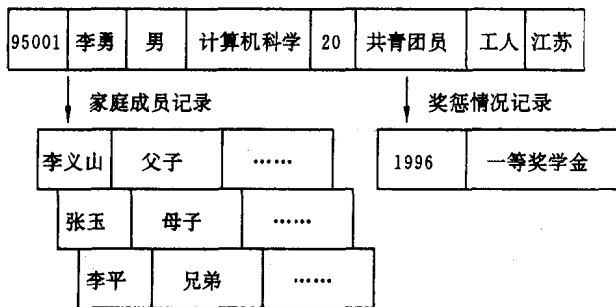 95001 李勇 男 计算机科学 20 共青团员 工人 江苏
家庭成员记录 奖惩情况记录
李义山 父子 …… 1996 一等奖学金
张玉 母子 ……
李平 兄弟 ……